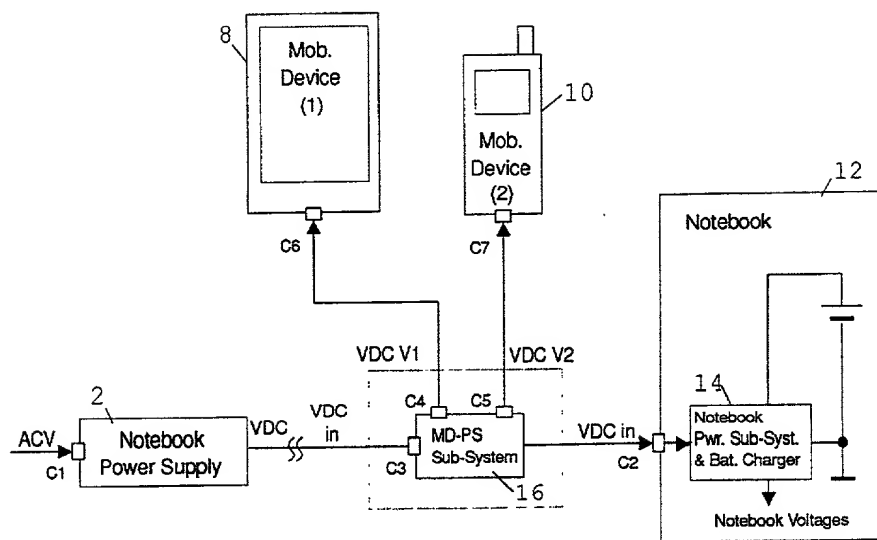 8
Mob.
Device
(1)
10
Mob.
Device
(2)
12
Notebook
C6
C7
VDC V1
VDC V2
2
ACV
C1
Notebook
Power Supply
VDC
VDC
in
C4
C5
C3
MD-PS
Sub-System
16
VDC in
C2
14
Notebook
Pwr. Sub-Syst.
& Bat. Charger
Notebook Voltages